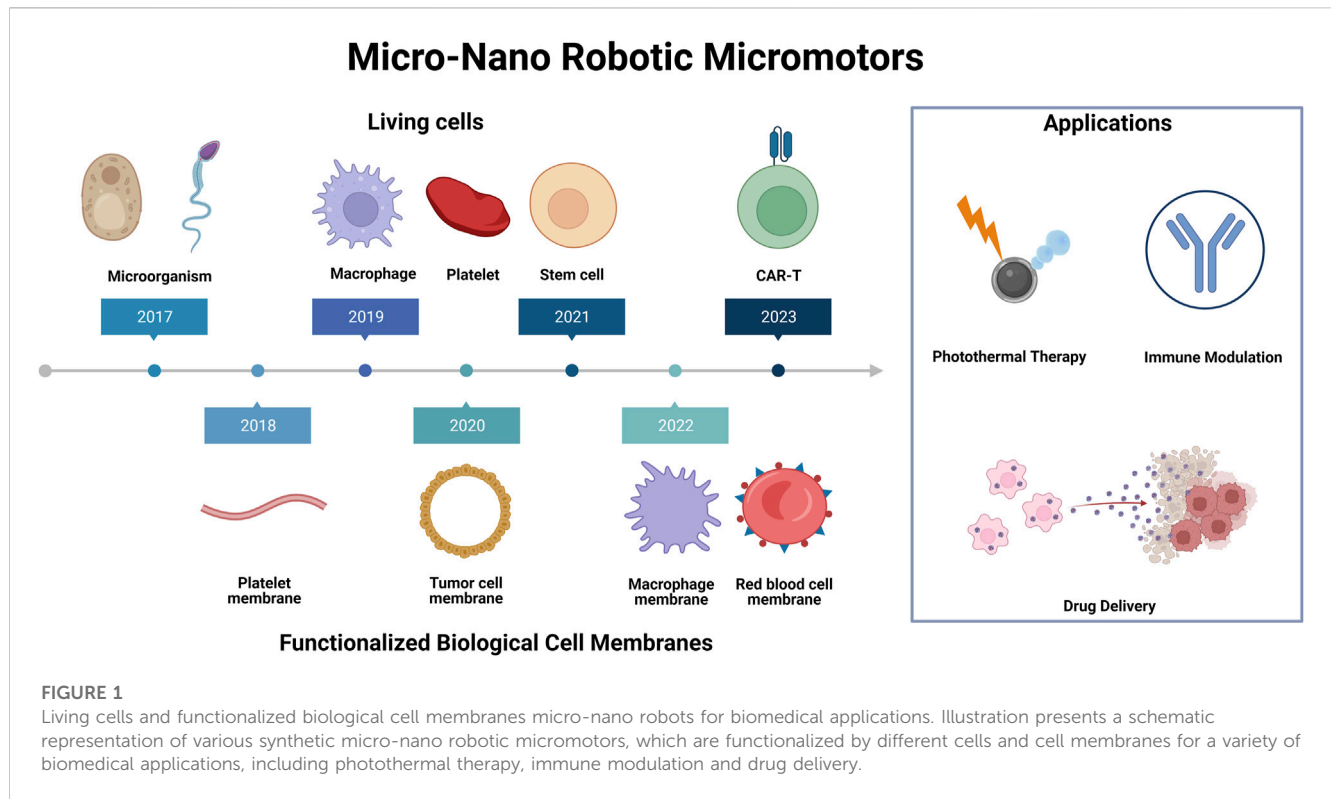 Micro-Nano Robotic Micromotors
Living cells
Microorganism
Macrophage
Platelet
Stem cell
CAR-T
2017
2019
2021
2023
2018
2020
2022
Platelet
membrane
Tumor cell
membrane
Macrophage
membrane
Red blood cell
membrane
Functionalized Biological Cell Membranes
Applications
Photothermal Therapy
Immune Modulation
Drug Delivery
FIGURE 1
Living cells and functionalized biological cell membranes micro-nano robots for biomedical applications. Illustration presents a schematic
representation of various synthetic micro-nano robotic micromotors, which are functionalized by different cells and cell membranes for a variety of
biomedical applications, including photothermal therapy, immune modulation and drug delivery.